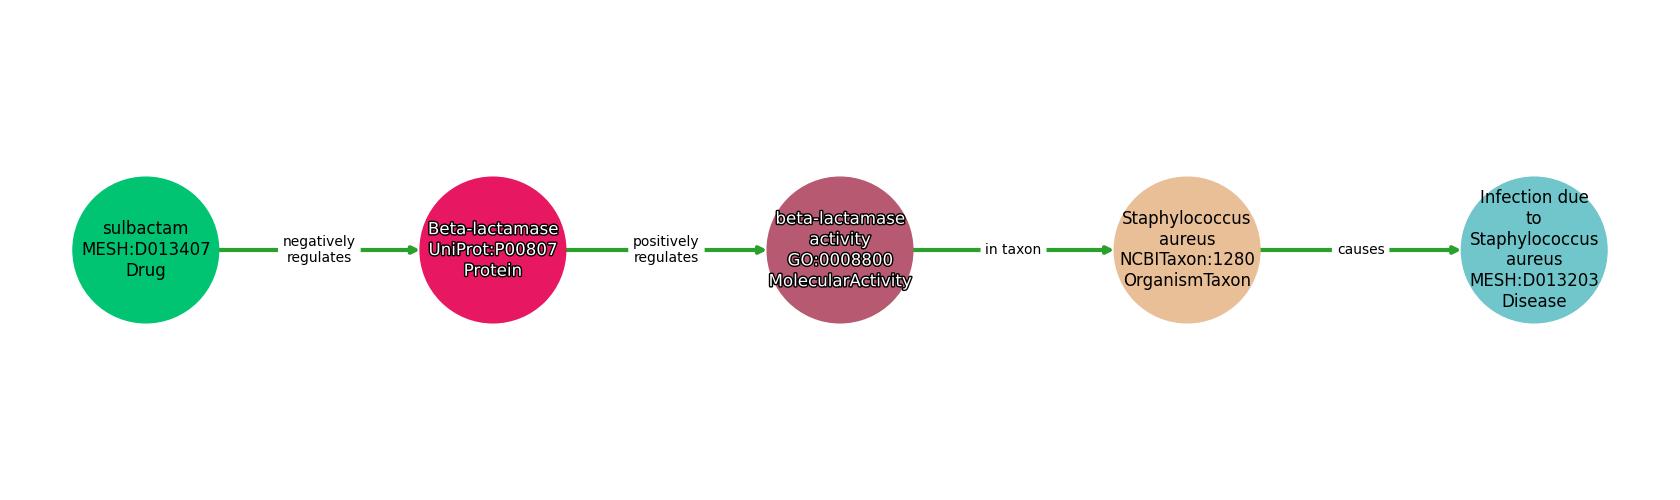 sulbactam
MESH:D013407
Drug
negatively
regulates
Beta-lactamase
UniProt:P00807
Protein
positively
regulates
beta-lactamase
activity
GO:0008800
MolecularActivity
in taxon
Staphylococcus
aureus
NCBITaxon:1280
OrganismTaxon
causes
Infection due
to
Staphylococcus
aureus
MESH:D013203
Disease